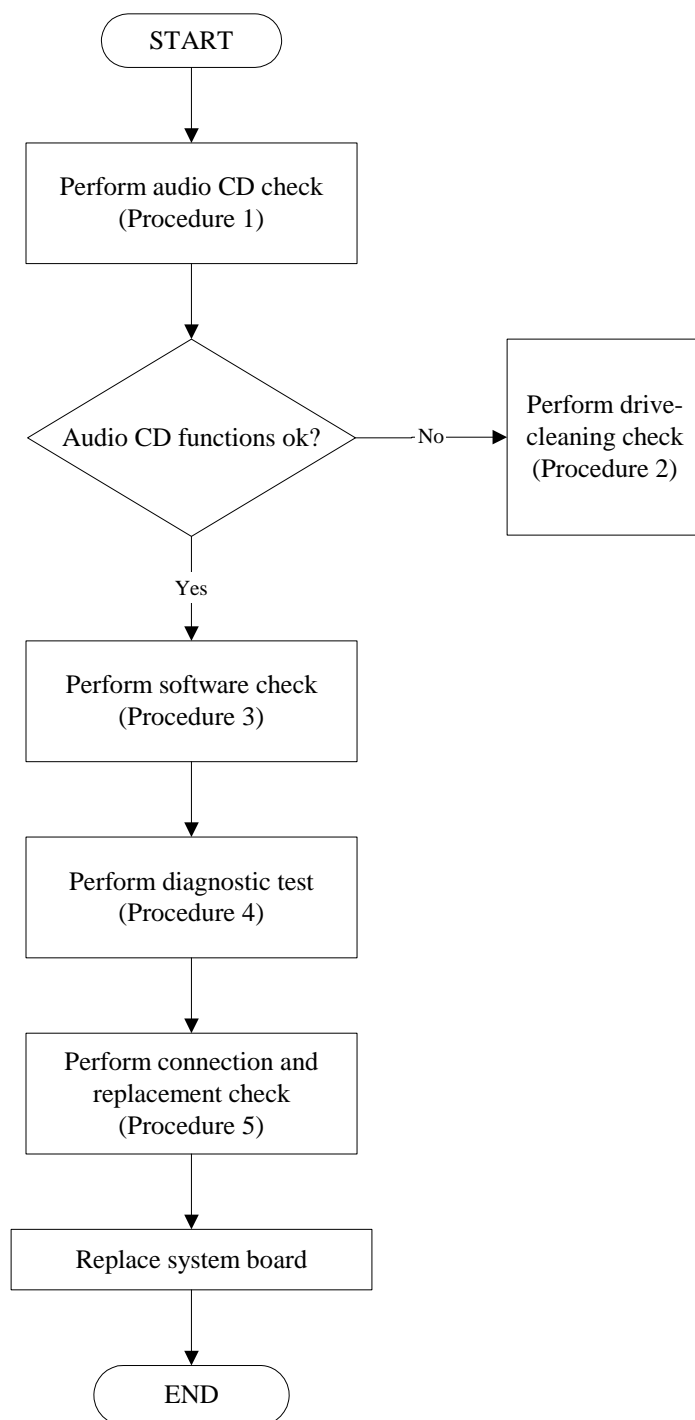 START
Perform audio CD check
(Procedure 1)
Audio CD functions ok?
No
Perform drive-
cleaning check
(Procedure 2)
Yes
Perform software check
(Procedure 3)
Perform diagnostic test
(Procedure 4)
Perform connection and
replacement check
(Procedure 5)
Replace system board
END